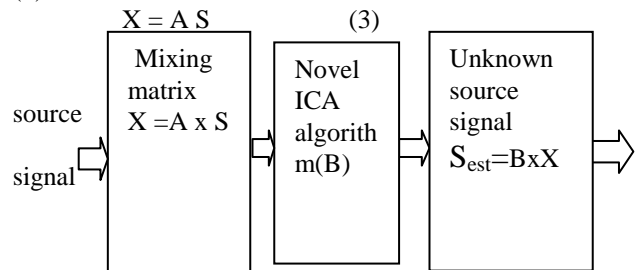 X = A S (3)
source
signal
Mixing
matrix
X =A x S
Novel
ICA
algorith
m(B)
Unknown
source
signal
Sest=BxX